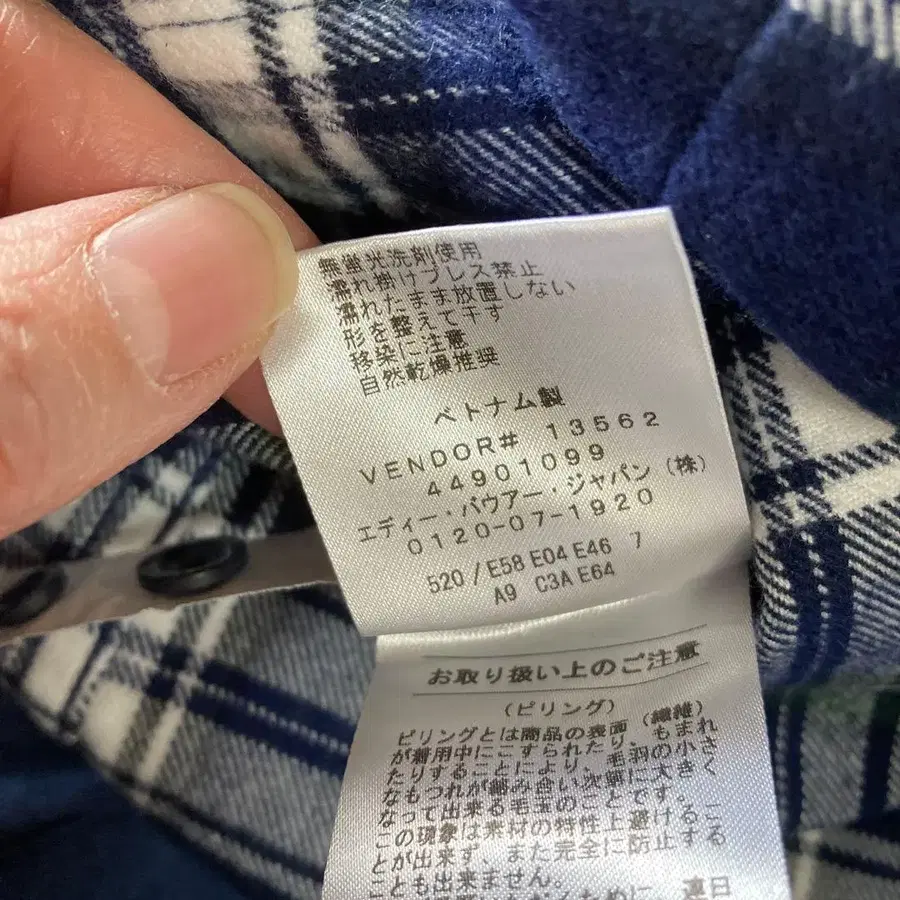 無蛍光洗剤使用
濡れ掛けプレス禁止
濡れたまま放置しない
形を整えて干す
移染に注意
自然乾燥推奨
ベトナム製
VENDOR# 13562
44901099
エディー・バウアー・ジャパン(株)
0120-07-1920
520 / E58 E04 E46 7
A9 C3A E64
お取り扱い上のご注意
(ピリング)
ピリングとは商品の表面(繊維)
が着用中にこすられたり、もまれ
たりすることにより、毛羽の小さ
なもつれが絡み合い次第に大きく
なって出来る毛玉のことです。
この現象は素材の特性上避けるこ
とが出来ず、また完全に防止する
ことも出来ません。
ために、連日